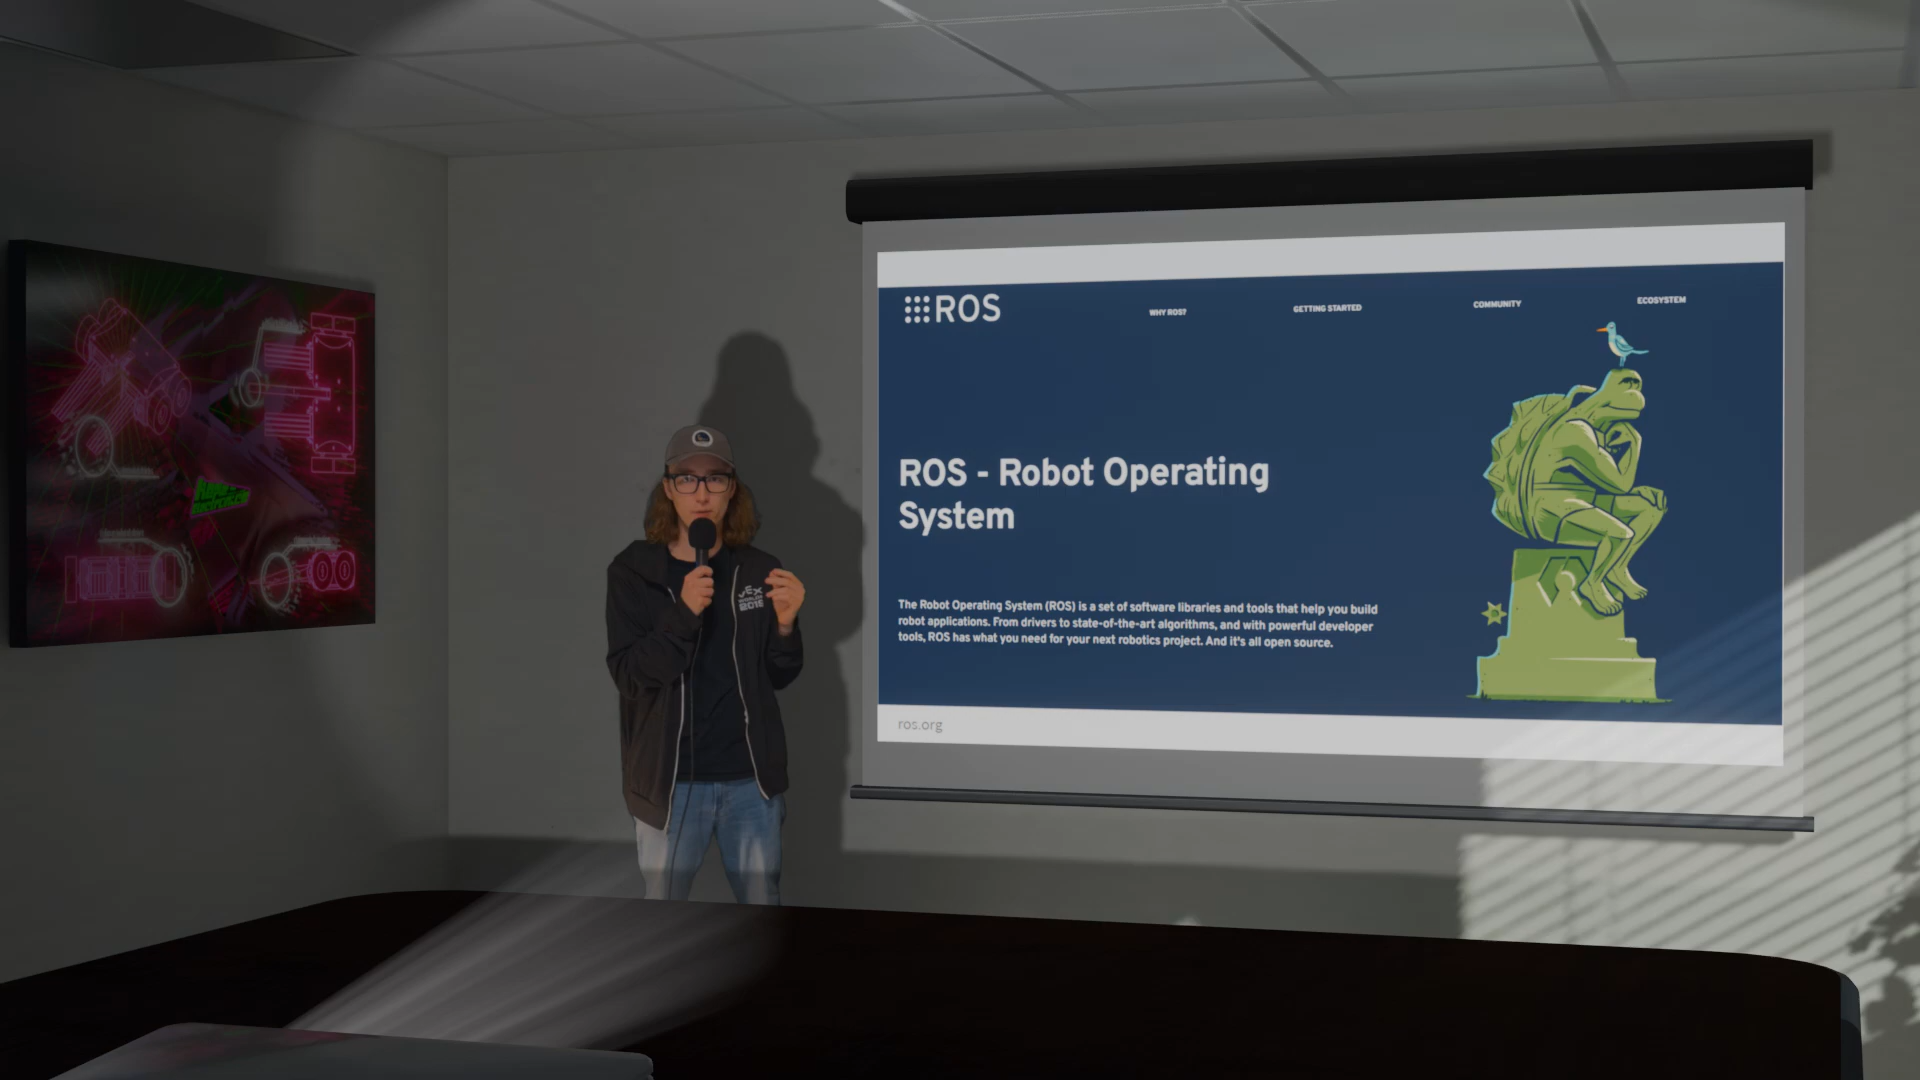 ROS
WHY ROS?
GETTING STARTED
COMMUNITY
ECOSYSTEM
ROS - Robot Operating
System
The Robot Operating System (ROS) is a set of software libraries and tools that help you build
robot applications. From drivers to state-of-the-art algorithms, and with powerful developer
tools, ROS has what you need for your next robotics project. And it's all open source.
ros.org
VEX
WORLDS